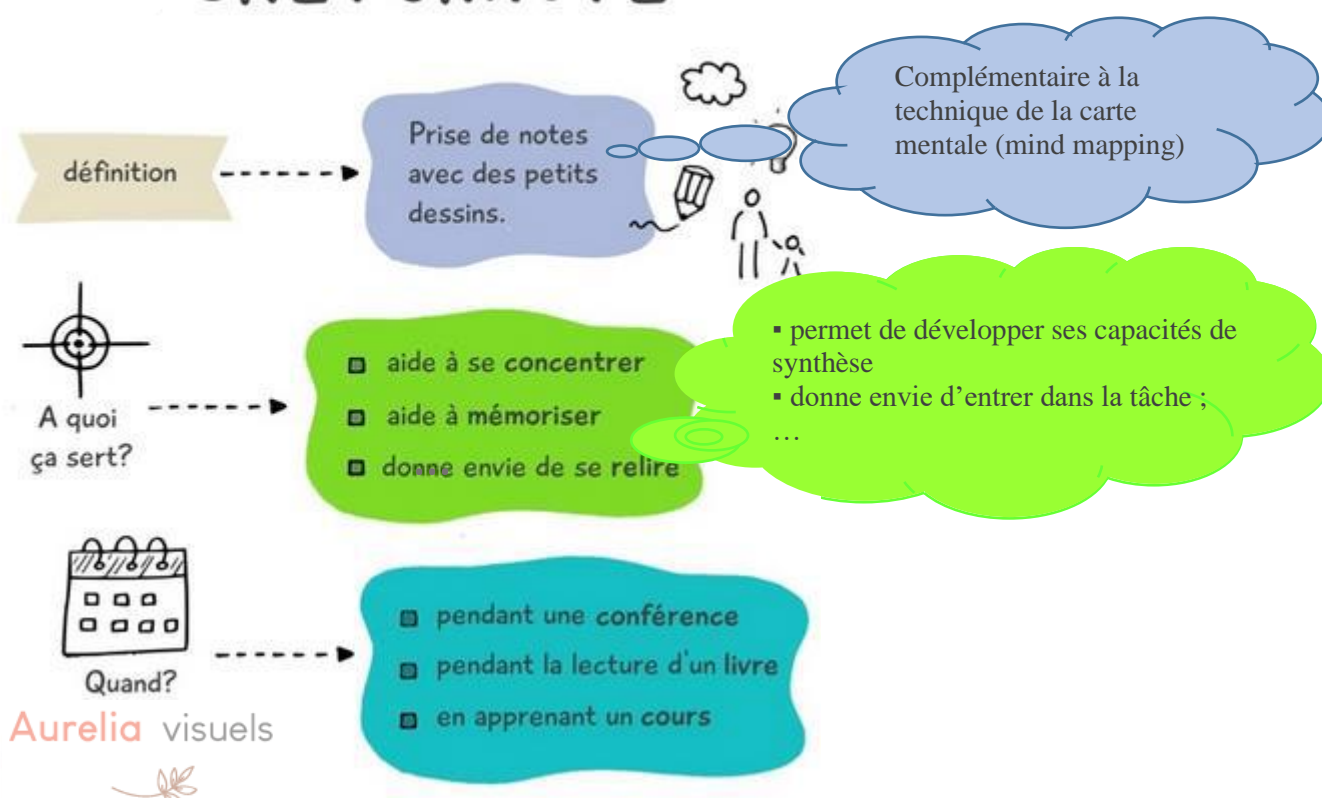 définition
Prise de notes
avec des petits
dessins.
Complémentaire à la
technique de la carte
mentale (mind mapping)
A quoi
ça sert?
aide à se concentrer
aide à mémoriser
donne envie de se relire
▪ permet de développer ses capacités de
synthèse
▪ donne envie d’entrer dans la tâche ;
…
Quand?
pendant une conférence
pendant la lecture d'un livre
en apprenant un cours
Aurelia visuels